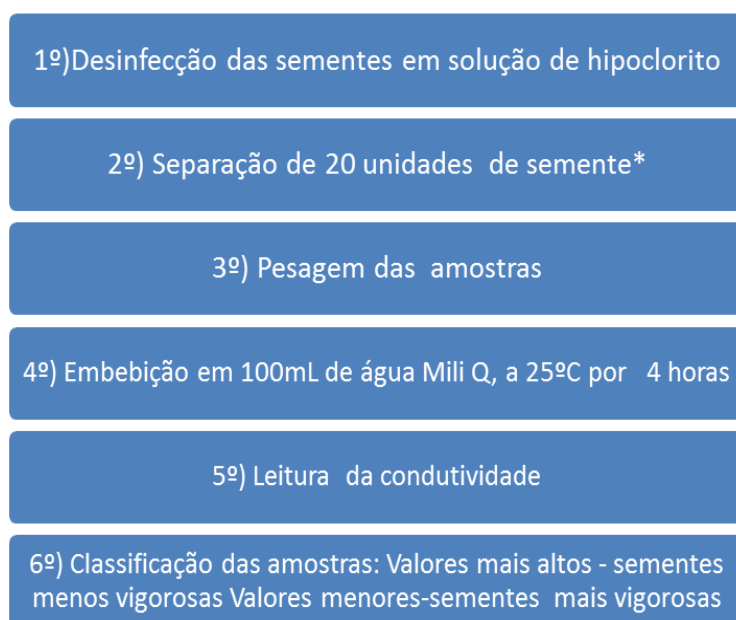 1º)Desinfecção das sementes em solução de hipoclorito
2º) Separação de 20 unidades de semente*
3º) Pesagem das amostras
4º) Embebição em 100mL de água Mili Q, a 25ºC por 4 horas
5º) Leitura da condutividade
6º) Classificação das amostras: Valores mais altos - sementes
menos vigorosas Valores menores-sementes mais vigorosas